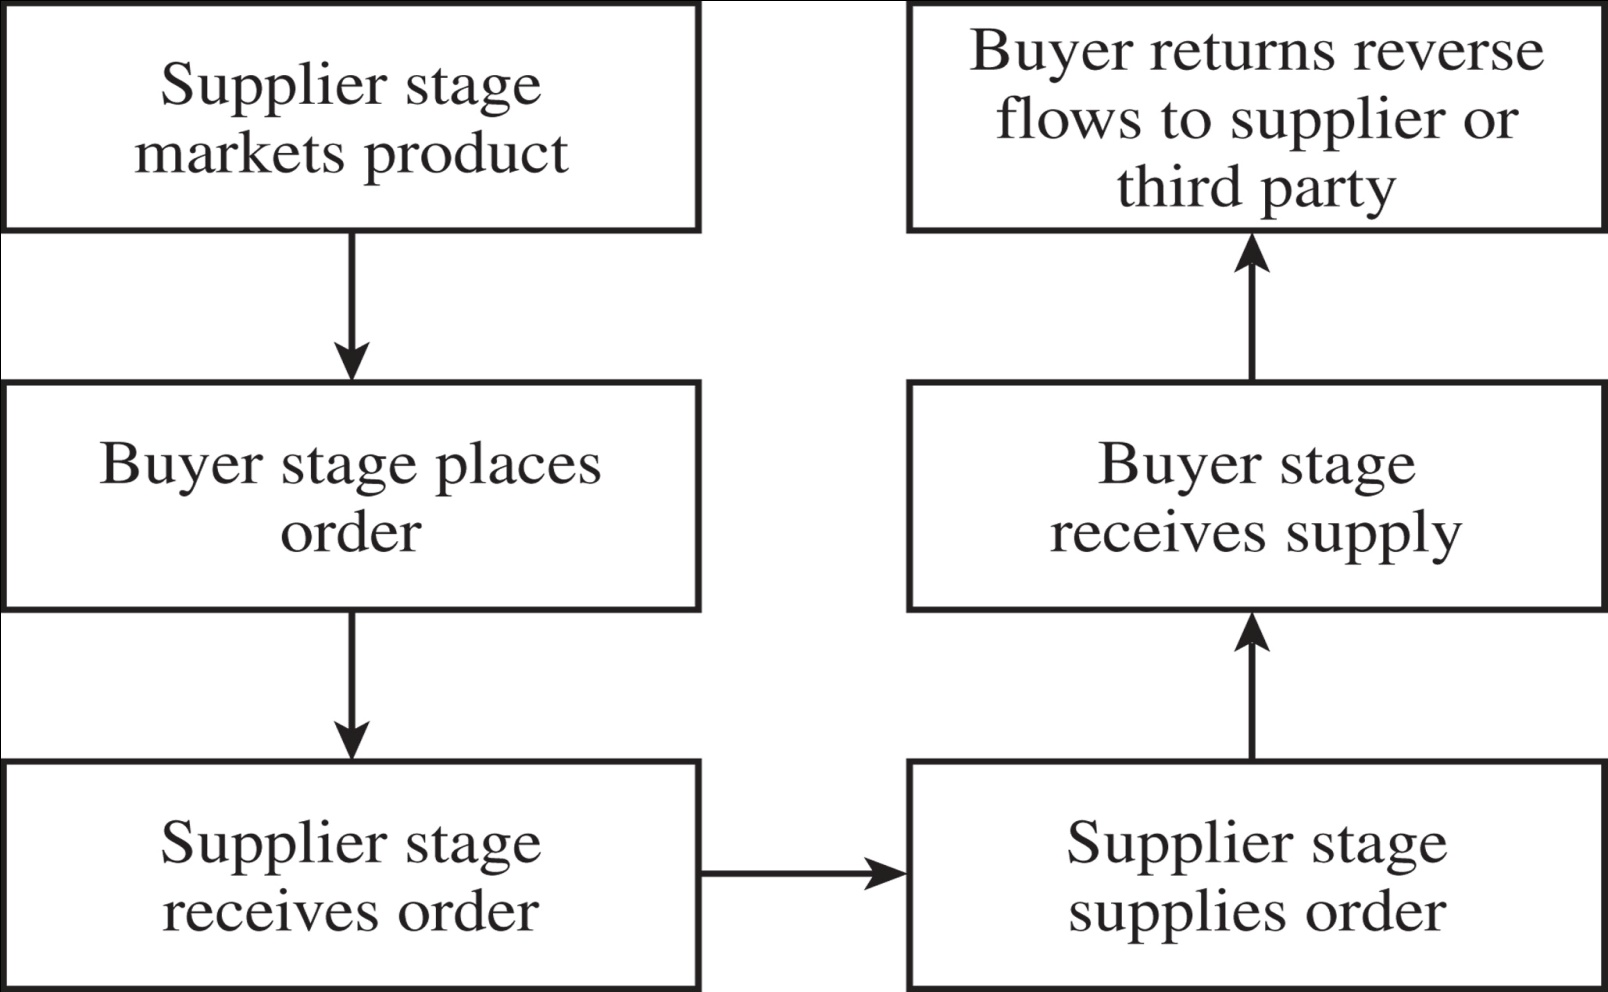 Supplier stage
markets product
Buyer stage places
order
Supplier stage
receives order
Supplier stage
supplies order
Buyer stage
receives supply
Buyer returns reverse
flows to supplier or
third party